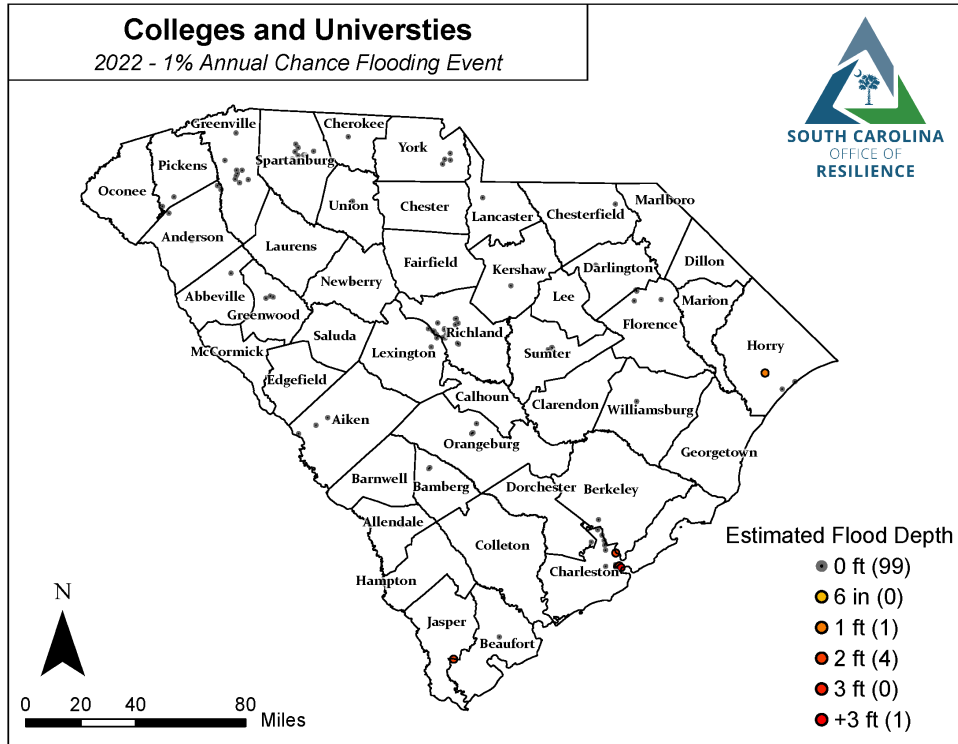 Colleges and Universties
2022 - 1% Annual Chance Flooding Event
SOUTH CAROLINA
OFFICE OF
RESILIENCE
Greenville
Cherokee
Pickens
Spartanburg
York
Oconee
Union
Chester
Lancaster
Chesterfield
Marlboro
Anderson
Laurens
Fairfield
Kershaw
Darlington
Dillon
Newberry
Abbeville
Greenwood
Lee
Marion
Saluda
Richland
Florence
McCormick
Lexington
Sumter
Horry
Edgefield
Calhoun
Clarendon
Williamsburg
Aiken
Orangeburg
Georgetown
Barnwell
Bamberg
Dorchester
Berkeley
Allendale
Colleton
Charleston
Hampton
Jasper
Beaufort
Estimated Flood Depth
0 ft (99)
6 in (0)
1 ft (1)
2 ft (4)
3 ft (0)
+3 ft (1)
N
0 20 40 80 Miles